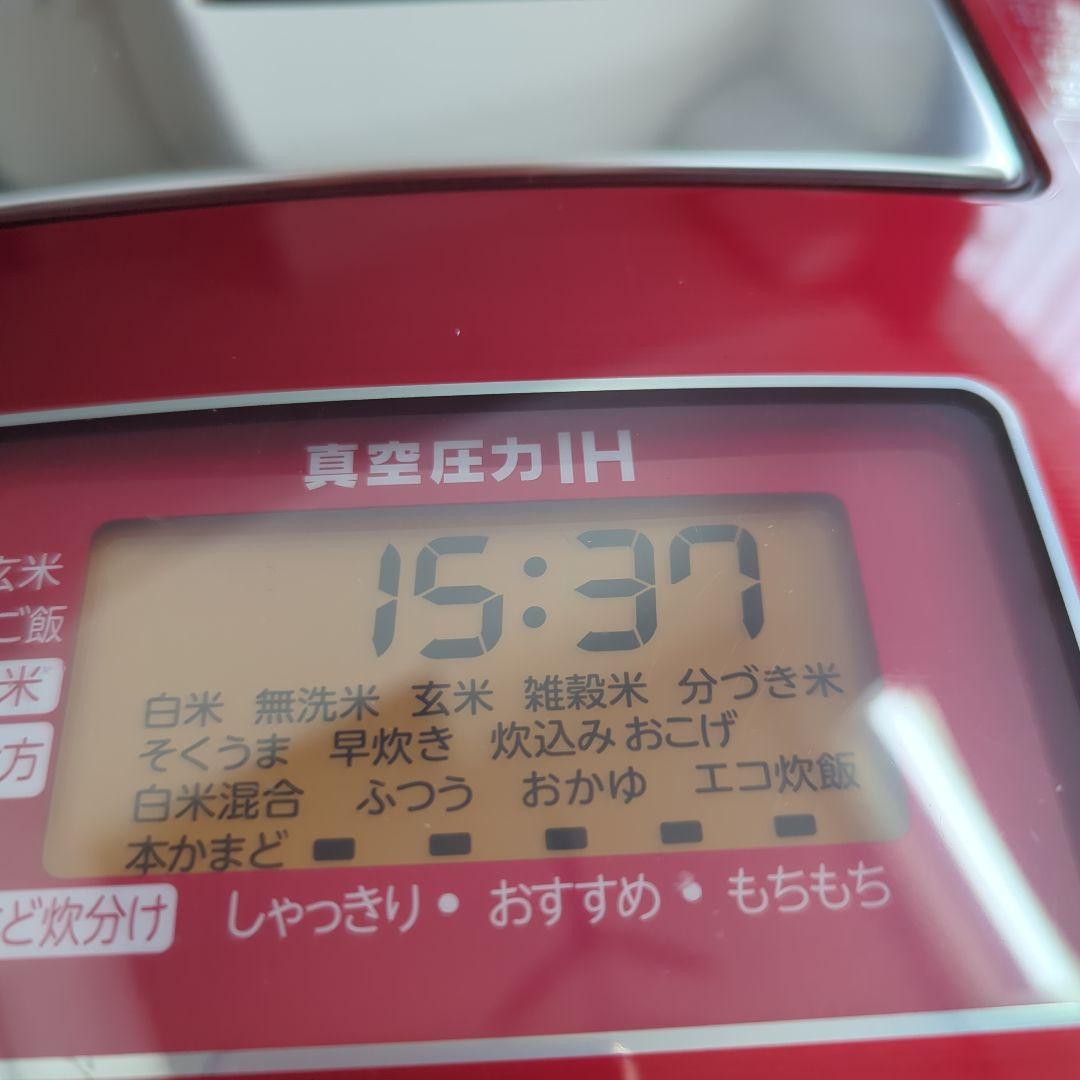 真空圧力IH
15:37
玄米
ご飯
米
方
白米 無洗米 玄米 雑穀米 分づき米
そくうま 早炊き 炊込み おこげ
白米混合 ふつう おかゆ エコ炊飯
本かまど
ど炊分け しゃっきり・おすすめ・もちもち